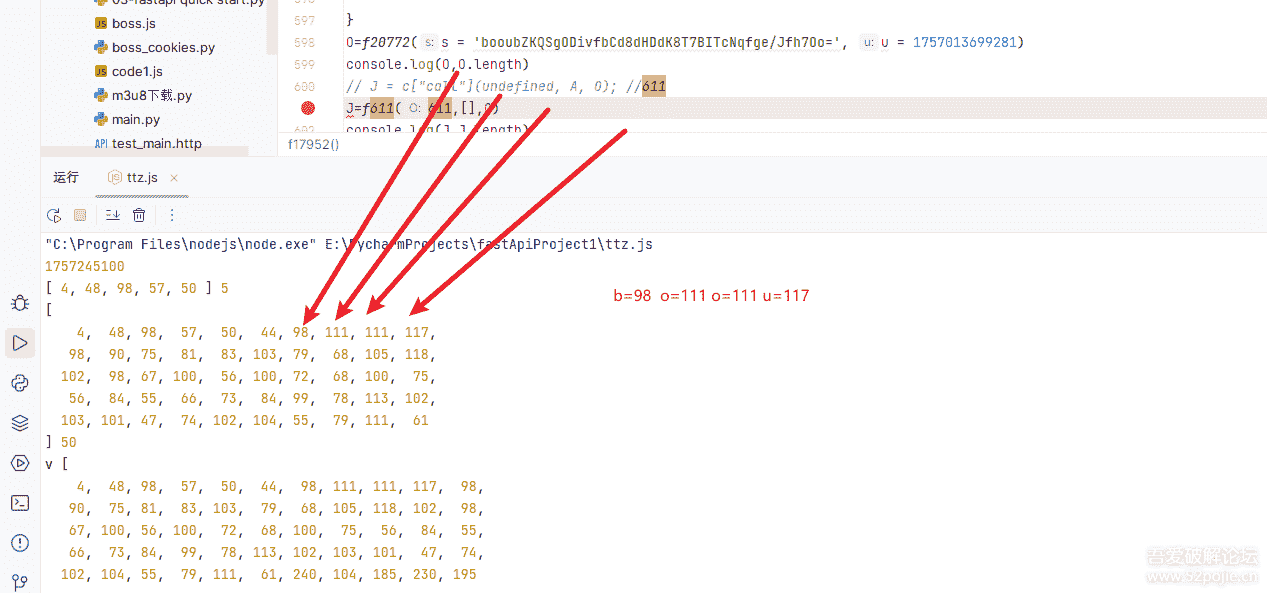 03-fastapi quick start.py
boss.js
boss_cookies.py
code1.js
m3u8下载.py
main.py
test_main.http
597 }
598 O=f20772( s: s = 'booubZKQSgODivfbCd8dHDdK8T7BITcNqfge/Jfh7Oo=', u: u = 1757013699281)
599 console.log(O,O.length)
600 // J = c["call"](undefined, A, O); //611
J=f611( O: 611,[],O)
602 console.log(J,J.length)
f17952()
运行 ttz.js ×
"C:\Program Files\nodejs\node.exe" E:\PycharmProjects\fastApiProject1\ttz.js
1757245100
[ 4, 48, 98, 57, 50 ] 5
[
4, 48, 98, 57, 50, 44, 98, 111, 111, 117,
98, 90, 75, 81, 83, 103, 79, 68, 105, 118,
102, 98, 67, 100, 56, 100, 72, 68, 100, 75,
56, 84, 55, 66, 73, 84, 99, 78, 113, 102,
103, 101, 47, 74, 102, 104, 55, 79, 111, 61
] 50
v [
4, 48, 98, 57, 50, 44, 98, 111, 111, 117, 98,
90, 75, 81, 83, 103, 79, 68, 105, 118, 102, 98,
67, 100, 56, 100, 72, 68, 100, 75, 56, 84, 55,
66, 73, 84, 99, 78, 113, 102, 103, 101, 47, 74,
102, 104, 55, 79, 111, 61, 240, 104, 185, 230, 195
b=98 o=111 o=111 u=117
吾爱破解论坛
www.52pojie.cn